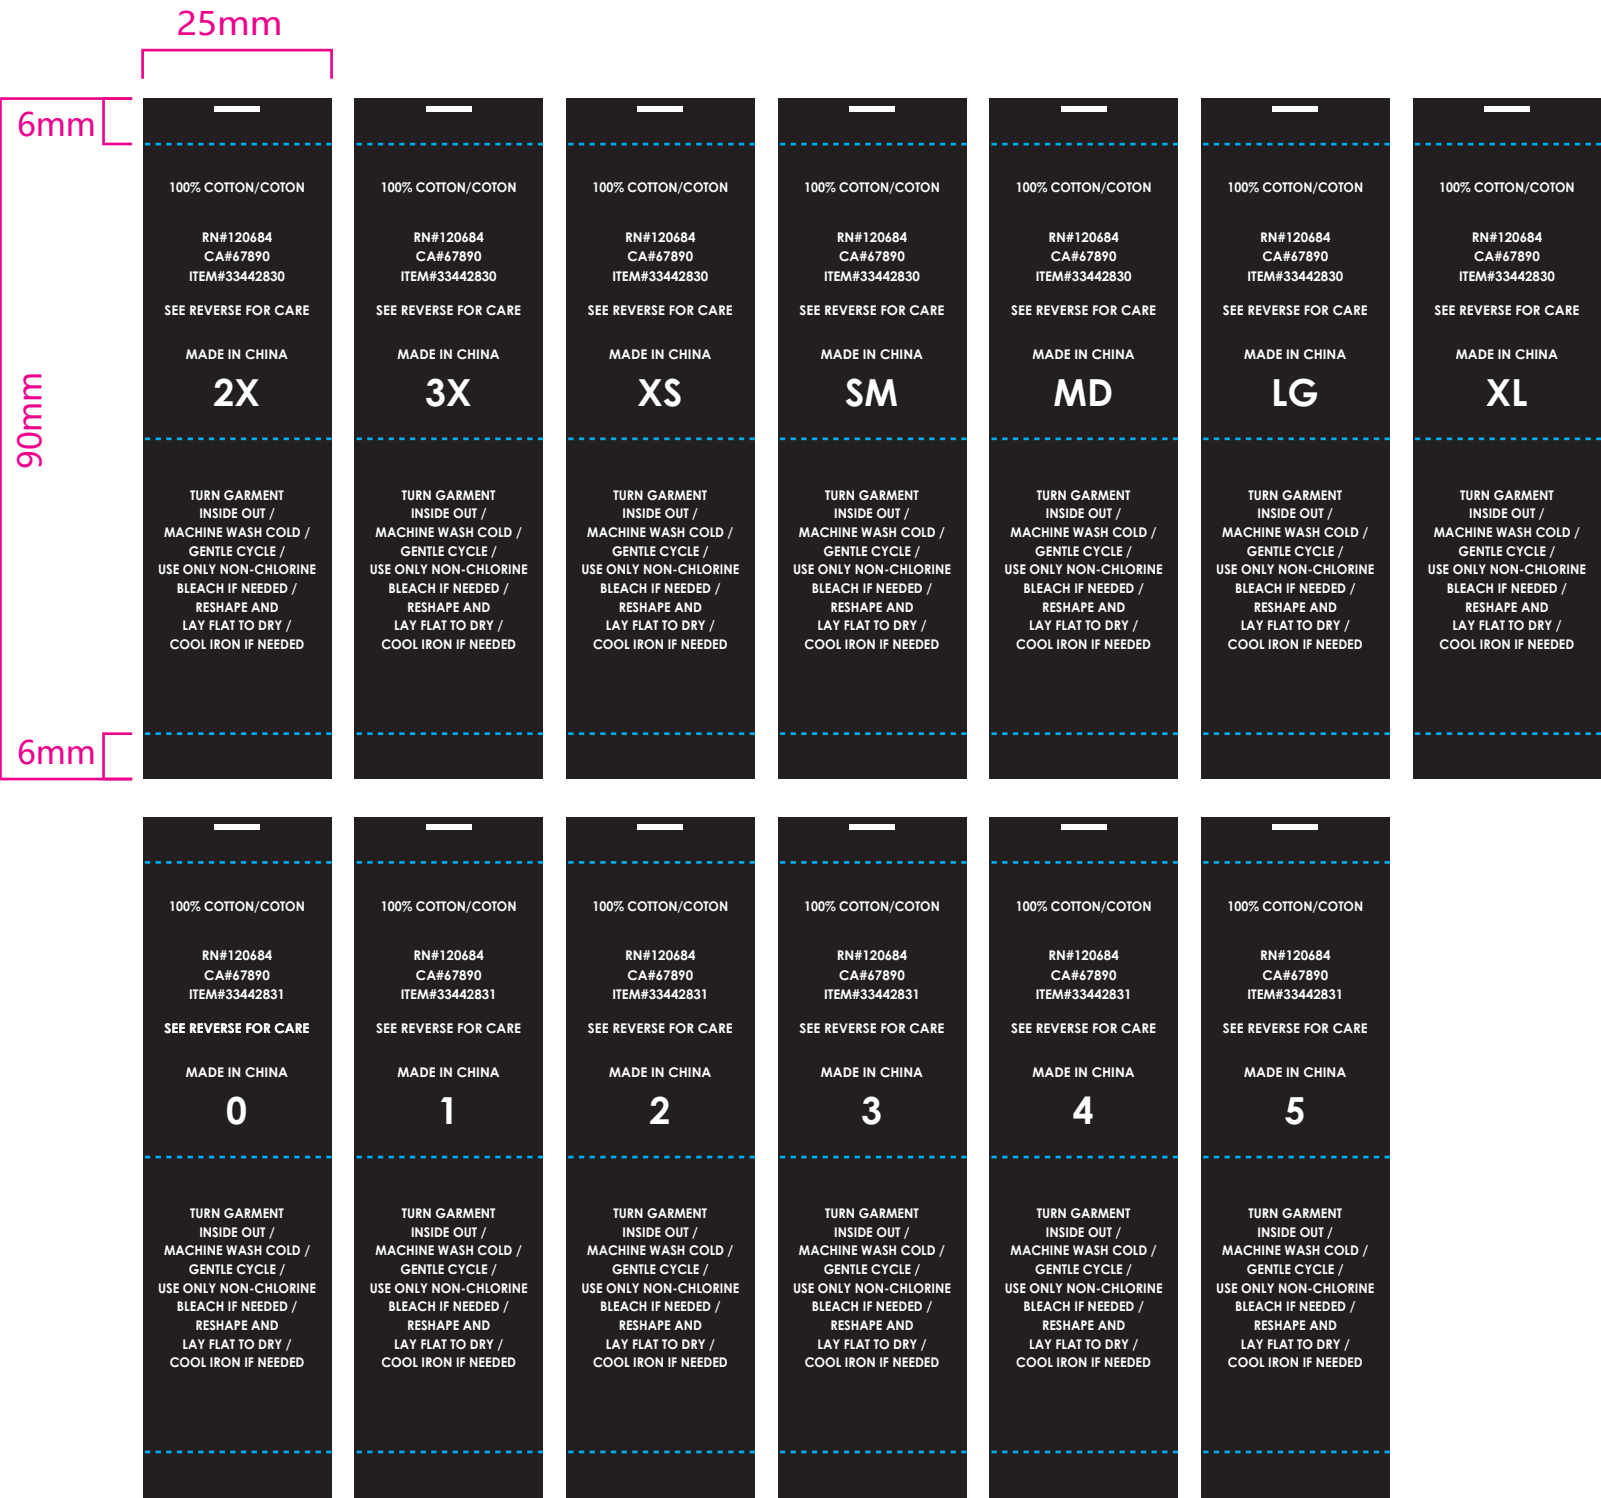 25mm
6mm
90mm
6mm
100% COTTON/COTON
RN#120684
CA#67890
ITEM#33442830
SEE REVERSE FOR CARE
MADE IN CHINA
2X
TURN GARMENT
INSIDE OUT /
MACHINE WASH COLD /
GENTLE CYCLE /
USE ONLY NON-CHLORINE
BLEACH IF NEEDED /
RESHAPE AND
LAY FLAT TO DRY /
COOL IRON IF NEEDED
100% COTTON/COTON
RN#120684
CA#67890
ITEM#33442830
SEE REVERSE FOR CARE
MADE IN CHINA
3X
TURN GARMENT
INSIDE OUT /
MACHINE WASH COLD /
GENTLE CYCLE /
USE ONLY NON-CHLORINE
BLEACH IF NEEDED /
RESHAPE AND
LAY FLAT TO DRY /
COOL IRON IF NEEDED
100% COTTON/COTON
RN#120684
CA#67890
ITEM#33442830
SEE REVERSE FOR CARE
MADE IN CHINA
XS
TURN GARMENT
INSIDE OUT /
MACHINE WASH COLD /
GENTLE CYCLE /
USE ONLY NON-CHLORINE
BLEACH IF NEEDED /
RESHAPE AND
LAY FLAT TO DRY /
COOL IRON IF NEEDED
100% COTTON/COTON
RN#120684
CA#67890
ITEM#33442830
SEE REVERSE FOR CARE
MADE IN CHINA
SM
TURN GARMENT
INSIDE OUT /
MACHINE WASH COLD /
GENTLE CYCLE /
USE ONLY NON-CHLORINE
BLEACH IF NEEDED /
RESHAPE AND
LAY FLAT TO DRY /
COOL IRON IF NEEDED
100% COTTON/COTON
RN#120684
CA#67890
ITEM#33442830
SEE REVERSE FOR CARE
MADE IN CHINA
MD
TURN GARMENT
INSIDE OUT /
MACHINE WASH COLD /
GENTLE CYCLE /
USE ONLY NON-CHLORINE
BLEACH IF NEEDED /
RESHAPE AND
LAY FLAT TO DRY /
COOL IRON IF NEEDED
100% COTTON/COTON
RN#120684
CA#67890
ITEM#33442830
SEE REVERSE FOR CARE
MADE IN CHINA
LG
TURN GARMENT
INSIDE OUT /
MACHINE WASH COLD /
GENTLE CYCLE /
USE ONLY NON-CHLORINE
BLEACH IF NEEDED /
RESHAPE AND
LAY FLAT TO DRY /
COOL IRON IF NEEDED
100% COTTON/COTON
RN#120684
CA#67890
ITEM#33442830
SEE REVERSE FOR CARE
MADE IN CHINA
XL
TURN GARMENT
INSIDE OUT /
MACHINE WASH COLD /
GENTLE CYCLE /
USE ONLY NON-CHLORINE
BLEACH IF NEEDED /
RESHAPE AND
LAY FLAT TO DRY /
COOL IRON IF NEEDED
100% COTTON/COTON
RN#120684
CA#67890
ITEM#33442831
SEE REVERSE FOR CARE
MADE IN CHINA
0
TURN GARMENT
INSIDE OUT /
MACHINE WASH COLD /
GENTLE CYCLE /
USE ONLY NON-CHLORINE
BLEACH IF NEEDED /
RESHAPE AND
LAY FLAT TO DRY /
COOL IRON IF NEEDED
100% COTTON/COTON
RN#120684
CA#67890
ITEM#33442831
SEE REVERSE FOR CARE
MADE IN CHINA
1
TURN GARMENT
INSIDE OUT /
MACHINE WASH COLD /
GENTLE CYCLE /
USE ONLY NON-CHLORINE
BLEACH IF NEEDED /
RESHAPE AND
LAY FLAT TO DRY /
COOL IRON IF NEEDED
100% COTTON/COTON
RN#120684
CA#67890
ITEM#33442831
SEE REVERSE FOR CARE
MADE IN CHINA
2
TURN GARMENT
INSIDE OUT /
MACHINE WASH COLD /
GENTLE CYCLE /
USE ONLY NON-CHLORINE
BLEACH IF NEEDED /
RESHAPE AND
LAY FLAT TO DRY /
COOL IRON IF NEEDED
100% COTTON/COTON
RN#120684
CA#67890
ITEM#33442831
SEE REVERSE FOR CARE
MADE IN CHINA
3
TURN GARMENT
INSIDE OUT /
MACHINE WASH COLD /
GENTLE CYCLE /
USE ONLY NON-CHLORINE
BLEACH IF NEEDED /
RESHAPE AND
LAY FLAT TO DRY /
COOL IRON IF NEEDED
100% COTTON/COTON
RN#120684
CA#67890
ITEM#33442831
SEE REVERSE FOR CARE
MADE IN CHINA
4
TURN GARMENT
INSIDE OUT /
MACHINE WASH COLD /
GENTLE CYCLE /
USE ONLY NON-CHLORINE
BLEACH IF NEEDED /
RESHAPE AND
LAY FLAT TO DRY /
COOL IRON IF NEEDED
100% COTTON/COTON
RN#120684
CA#67890
ITEM#33442831
SEE REVERSE FOR CARE
MADE IN CHINA
5
TURN GARMENT
INSIDE OUT /
MACHINE WASH COLD /
GENTLE CYCLE /
USE ONLY NON-CHLORINE
BLEACH IF NEEDED /
RESHAPE AND
LAY FLAT TO DRY /
COOL IRON IF NEEDED